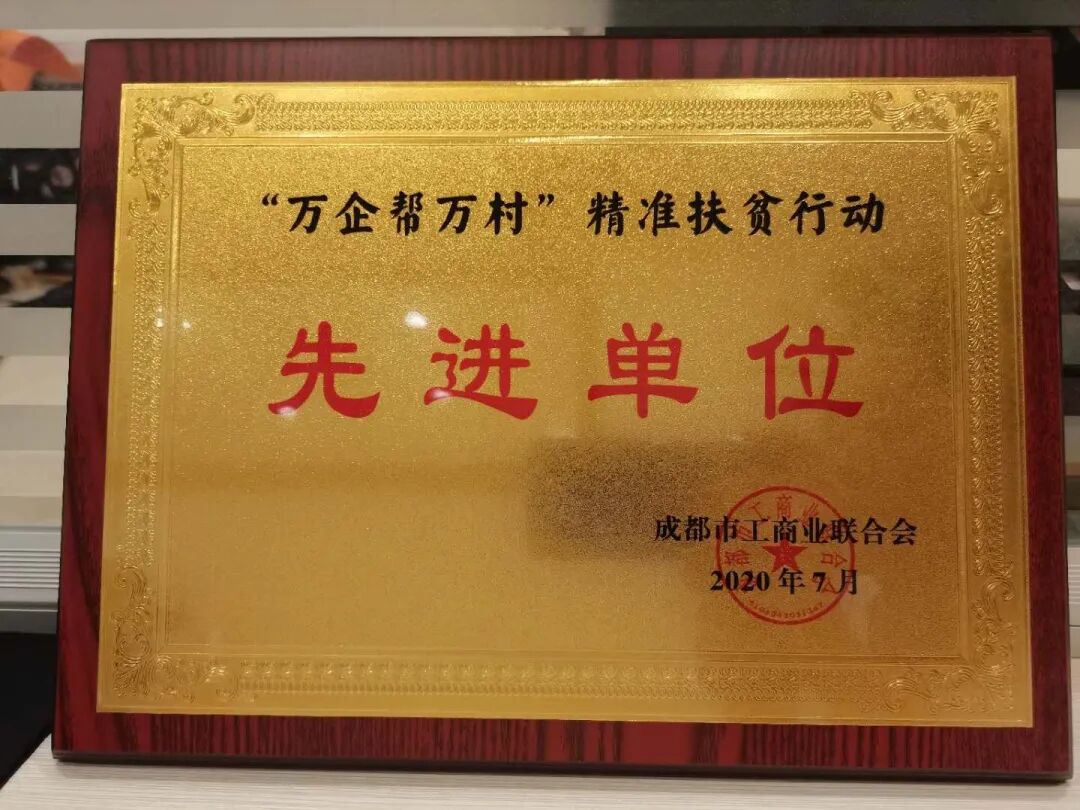 “万企帮万村”精准扶贫行动
先进单位
成都市工商业联合会
2020年7月